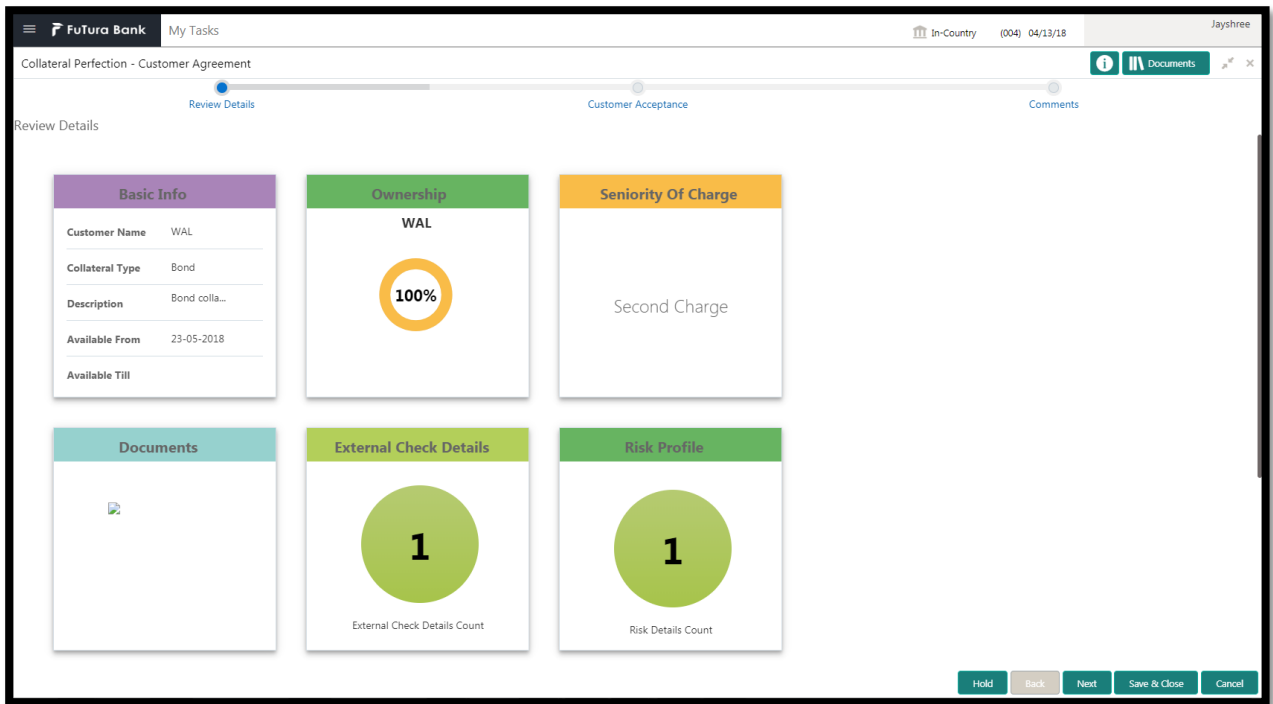 FuTura Bank
My Tasks
In-Country (004) 04/13/18
Jayshree
Collateral Perfection - Customer Agreement
i
Documents
Review Details
Customer Acceptance
Comments
Review Details
Basic Info
Customer Name WAL
Collateral Type Bond
Description Bond colla...
Available From 23-05-2018
Available Till
Ownership
WAL
100%
Seniority Of Charge
Second Charge
Documents
External Check Details
1
External Check Details Count
Risk Profile
1
Risk Details Count
Hold
Back
Next
Save & Close
Cancel